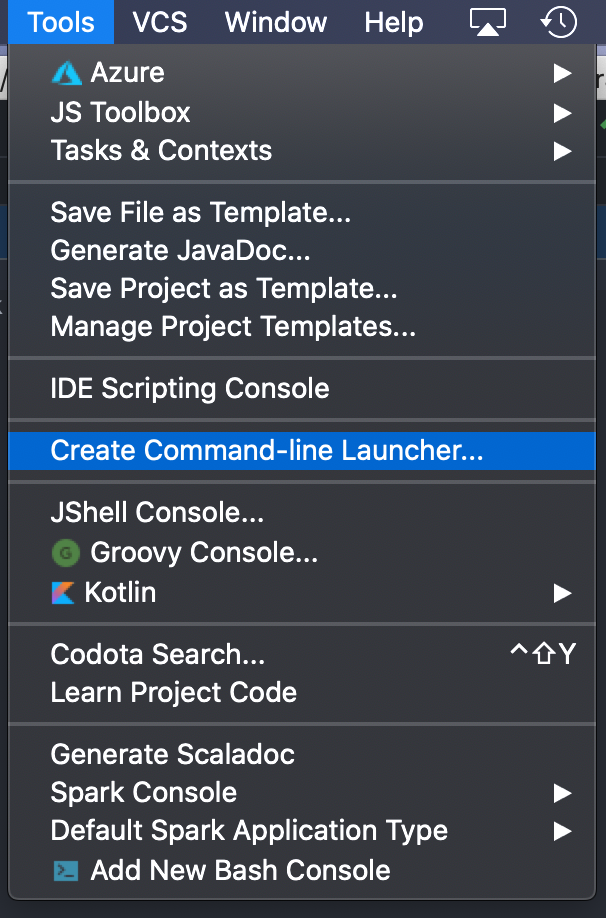 Tools VCS Window Help
Azure
JS Toolbox
Tasks & Contexts
Save File as Template...
Generate JavaDoc...
Save Project as Template...
Manage Project Templates...
IDE Scripting Console
Create Command-line Launcher...
JShell Console...
G Groovy Console...
Kotlin
Codota Search... ^⇧Y
Learn Project Code
Generate Scaladoc
Spark Console
Default Spark Application Type
Add New Bash Console